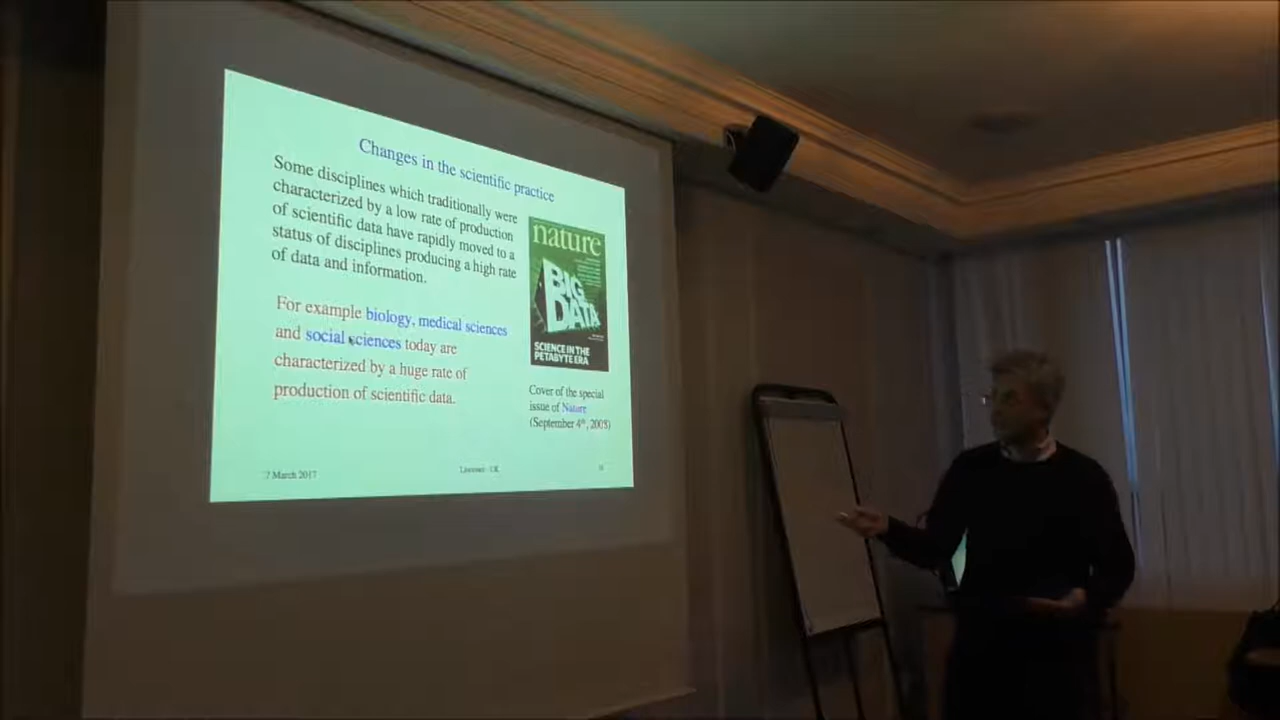 Changes in the scientific practice
Some disciplines which traditionally were
characterized by a low rate of production
of scientific data have rapidly moved to a
status of disciplines producing a high rate
of data and information.
For example biology, medical sciences
and social sciences today are
characterized by a huge rate of
production of scientific data.
nature
BIG
DATA
SCIENCE IN THE
PETABYTE ERA
Cover of the special
issue of Nature
(September 4th, 2008)
7 March 2017